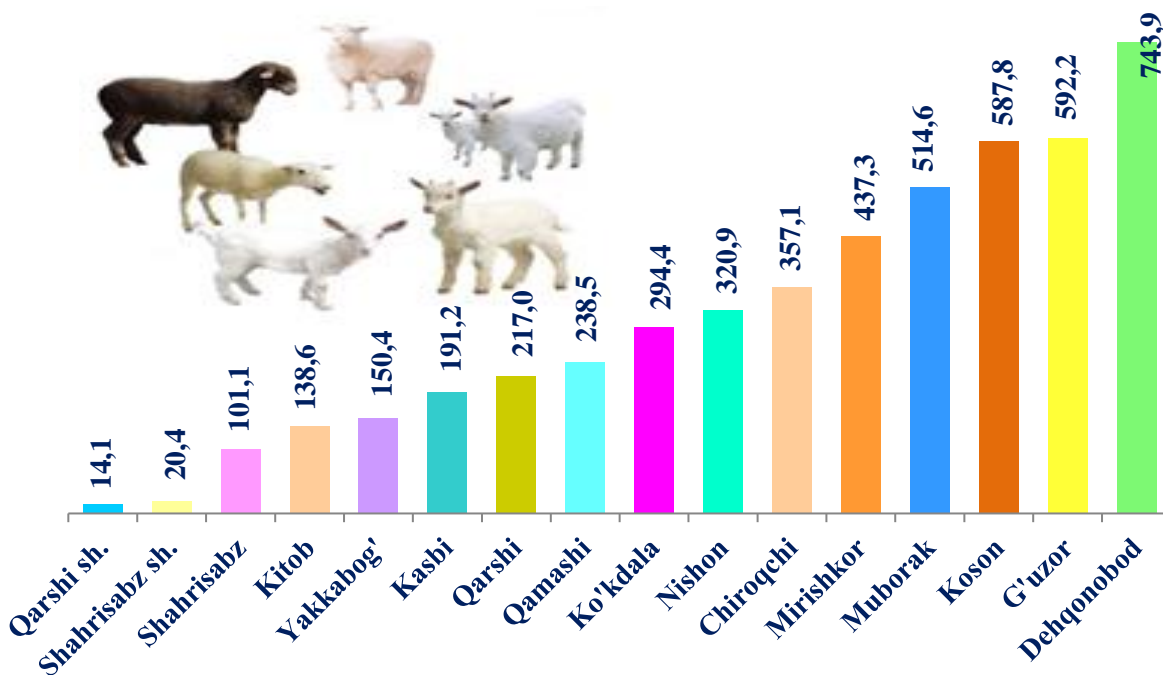 14,1
20,4
101,1
138,6
150,4
191,2
217,0
238,5
294,4
320,9
357,1
437,3
514,6
587,8
592,2
743,9
Qarshi sh.
Shahrisabz sh.
Shahrisabz
Kitob
Yakkabog'
Kasbi
Qarshi
Qamashi
Ko'kdala
Nishon
Chiroqchi
Mirishkor
Muborak
Koson
G'uzor
Dehqonobod